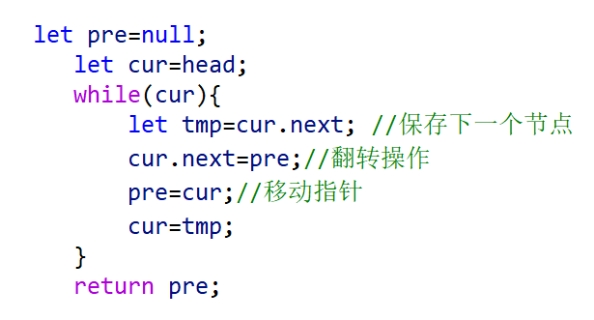 let pre=null;
let cur=head;
while(cur){
let tmp=cur.next; //保存下一个节点
cur.next=pre;//翻转操作
pre=cur;//移动指针
cur=tmp;
}
return pre;